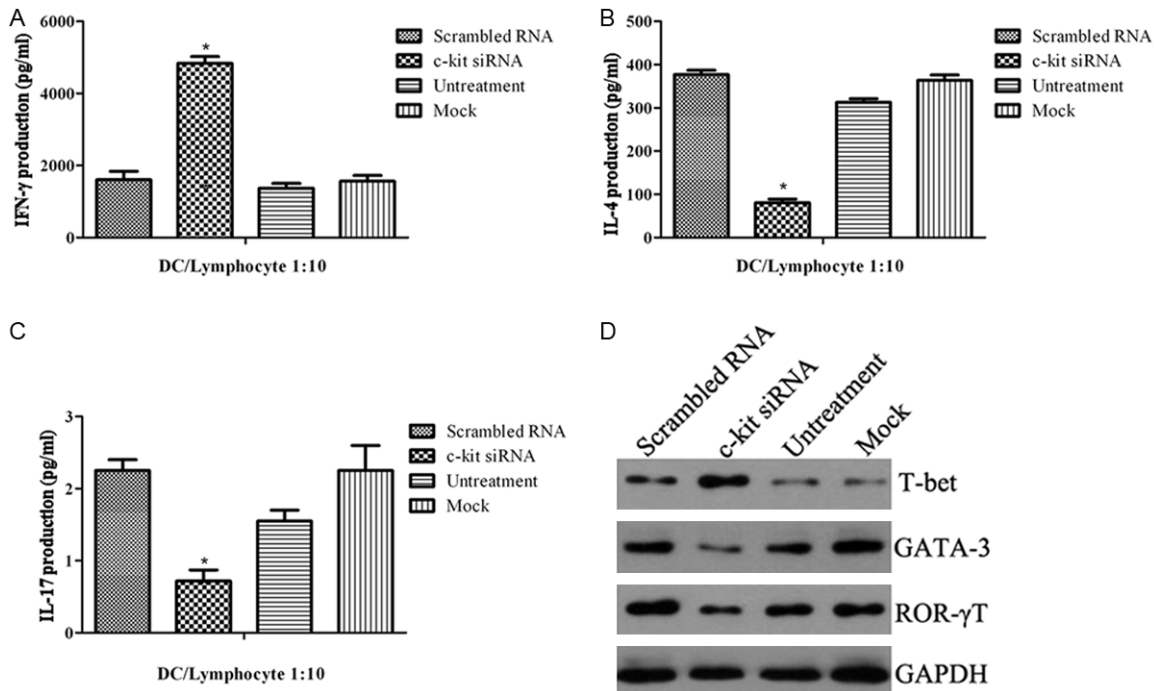 A
IFN-γ production (pg/ml)
6000
4000
2000
0
*
DC/Lymphocyte 1:10
Scrambled RNA
c-kit siRNA
Untreatment
Mock
B
IL-4 production (pg/ml)
500
400
300
200
100
0
*
DC/Lymphocyte 1:10
Scrambled RNA
c-kit siRNA
Untreatment
Mock
C
IL-17 production (pg/ml)
3
2
1
0
*
DC/Lymphocyte 1:10
Scrambled RNA
c-kit siRNA
Untreatment
Mock
D
Scrambled RNA
c-kit siRNA
Untreatment
Mock
T-bet
GATA-3
ROR-γT
GAPDH